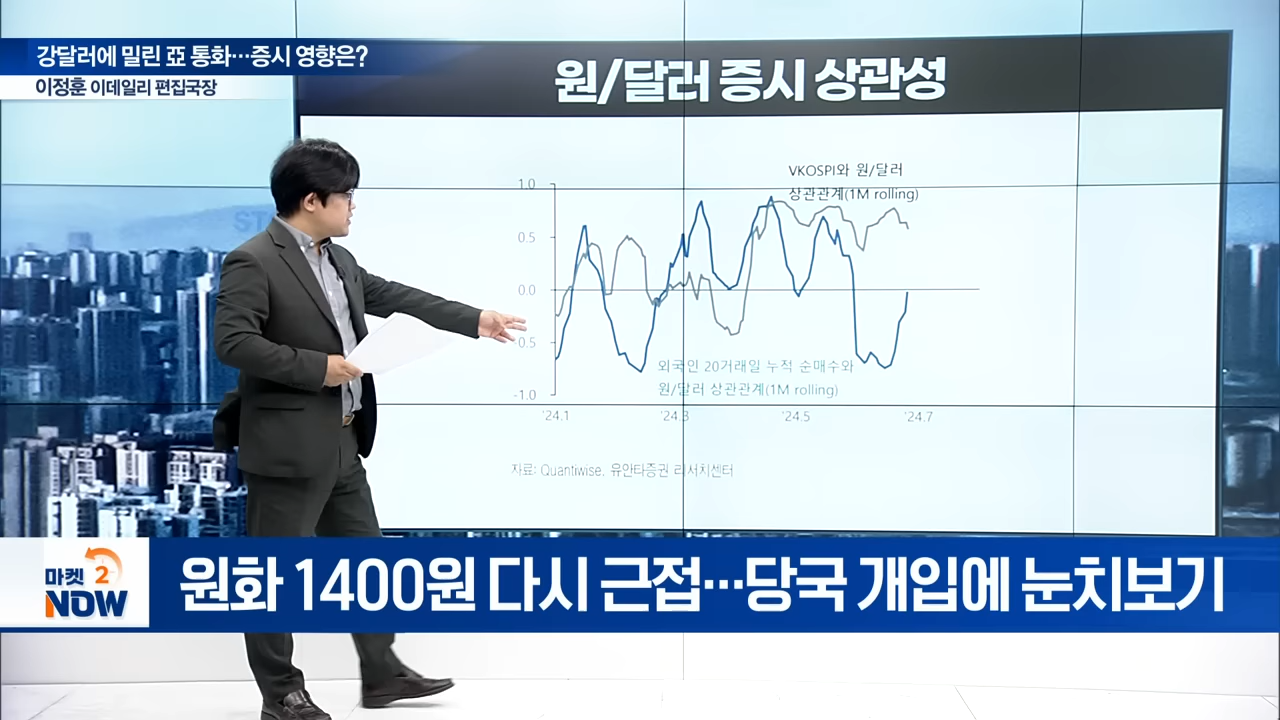 강달러에 밀린 亞 통화…증시 영향은?
이정훈 이데일리 편집국장
원/달러 증시 상관성
VKOSPI와 원/달러
상관관계(1M rolling)
1.0
0.5
0.0
-0.5
-1.0
외국인 20거래일 누적 순매수와
원/달러 상관관계(1M rolling)
'24.1
'24.3
'24.5
'24.7
자료: Quantiwise, 유안타증권 리서치센터
ST
마켓 2
NOW
원화 1400원 다시 근접…당국 개입에 눈치보기